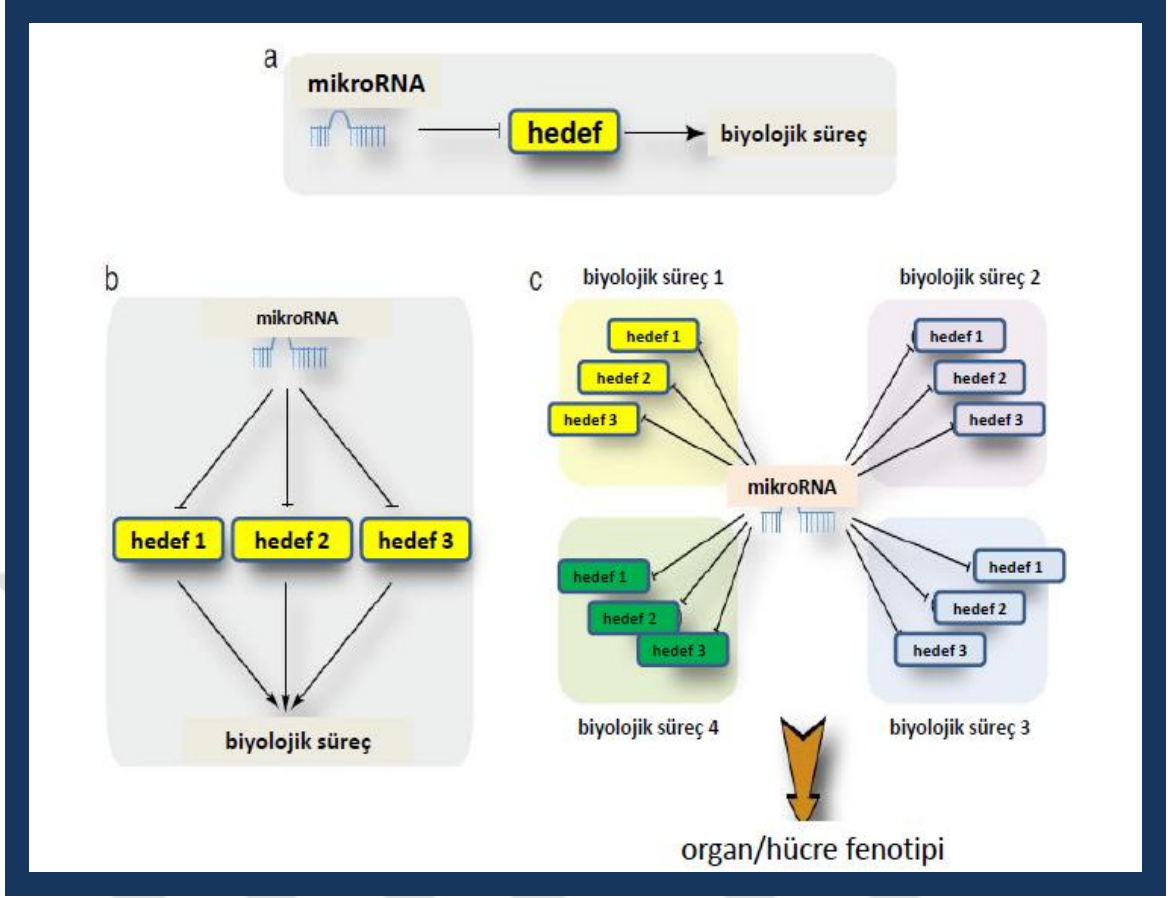 a
mikroRNA
hedef
biyolojik süreç
b
mikroRNA
hedef 1
hedef 2
hedef 3
biyolojik süreç
c
biyolojik süreç 1
hedef 1
hedef 2
hedef 3
biyolojik süreç 2
hedef 1
hedef 2
hedef 3
mikroRNA
hedef 1
hedef 2
hedef 3
biyolojik süreç 4
hedef 1
hedef 2
hedef 3
biyolojik süreç 3
organ/hücre fenotipi